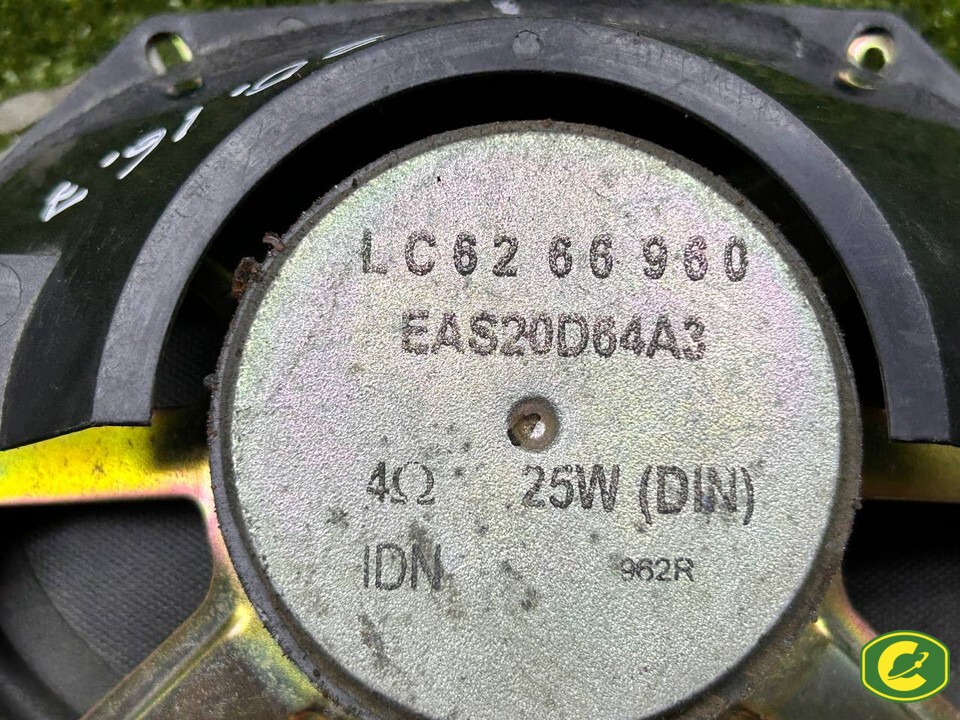 LC62 66 960
EAS20D64A3
4Ω 25W (DIN)
IDN 962R